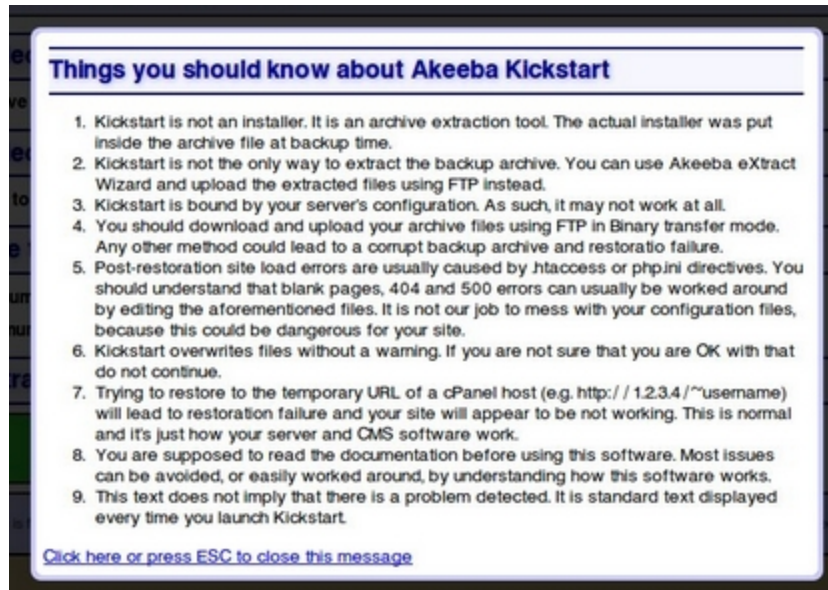 Things you should know about Akeeba Kickstart
1. Kickstart is not an installer. It is an archive extraction tool. The actual installer was put
inside the archive file at backup time.
2. Kickstart is not the only way to extract the backup archive. You can use Akeeba eXtract
Wizard and upload the extracted files using FTP instead.
3. Kickstart is bound by your server's configuration. As such, it may not work at all.
4. You should download and upload your archive files using FTP in Binary transfer mode.
Any other method could lead to a corrupt backup archive and restoratio failure.
5. Post-restoration site load errors are usually caused by .htaccess or php.ini directives. You
should understand that blank pages, 404 and 500 errors can usually be worked around
by editing the aforementioned files. It is not our job to mess with your configuration files,
because this could be dangerous for your site.
6. Kickstart overwrites files without a warning. If you are not sure that you are OK with that
do not continue.
7. Trying to restore to the temporary URL of a cPanel host (e.g. http://1.2.3.4/~username)
will lead to restoration failure and your site will appear to be not working. This is normal
and it's just how your server and CMS software work.
8. You are supposed to read the documentation before using this software. Most issues
can be avoided, or easily worked around, by understanding how this software works.
9. This text does not imply that there is a problem detected. It is standard text displayed
every time you launch Kickstart.
Click here or press ESC to close this message